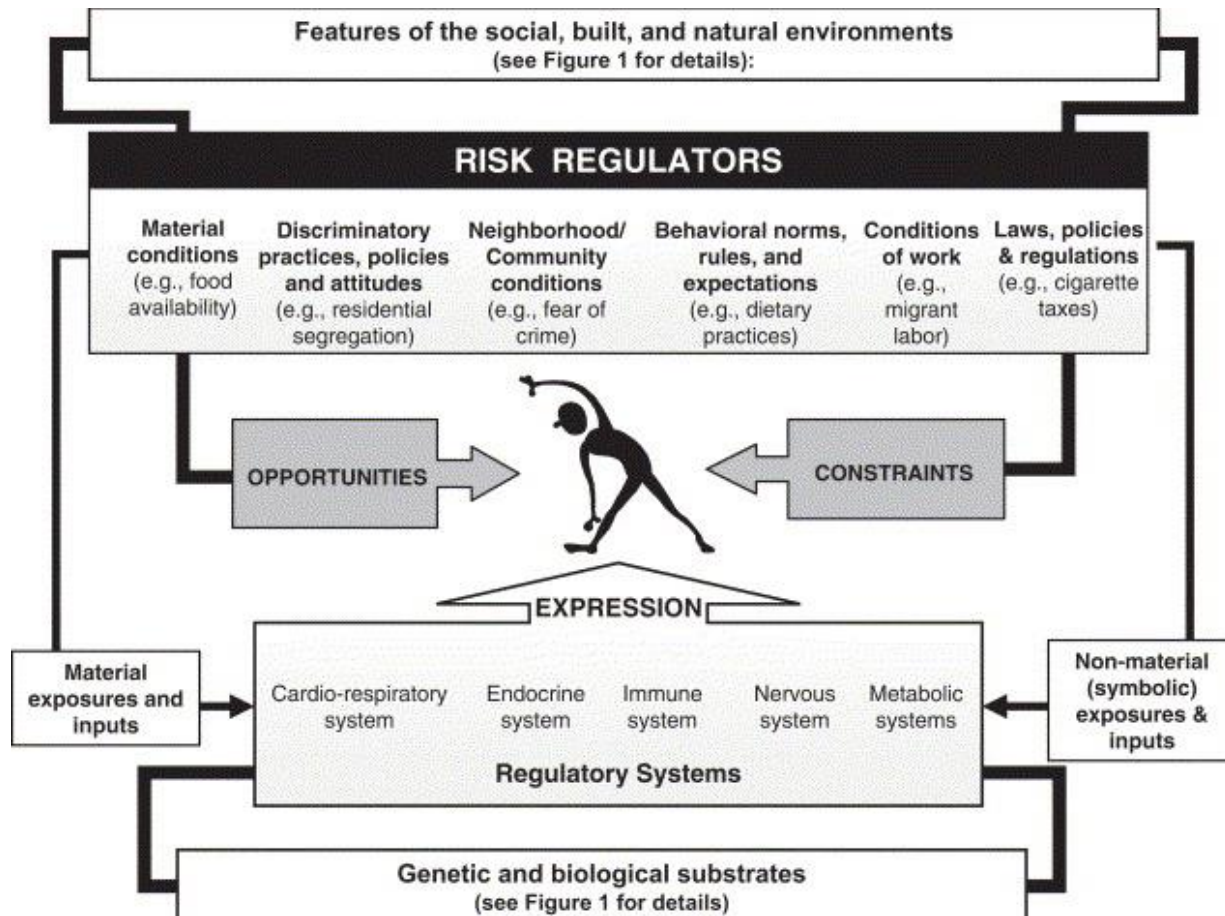 Features of the social, built, and natural environments
(see Figure 1 for details):
RISK REGULATORS
Material
conditions
(e.g., food
availability)
Discriminatory
practices, policies
and attitudes
(e.g., residential
segregation)
Neighborhood/
Community
conditions
(e.g., fear of
crime)
Behavioral norms,
rules, and
expectations
(e.g., dietary
practices)
Conditions
of work
(e.g.,
migrant
labor)
Laws, policies
& regulations
(e.g., cigarette
taxes)
OPPORTUNITIES
CONSTRAINTS
EXPRESSION
Material
exposures and
inputs
Cardio-respiratory
system
Endocrine
system
Immune
system
Nervous
system
Metabolic
systems
Regulatory Systems
Non-material
(symbolic)
exposures &
inputs
Genetic and biological substrates
(see Figure 1 for details)